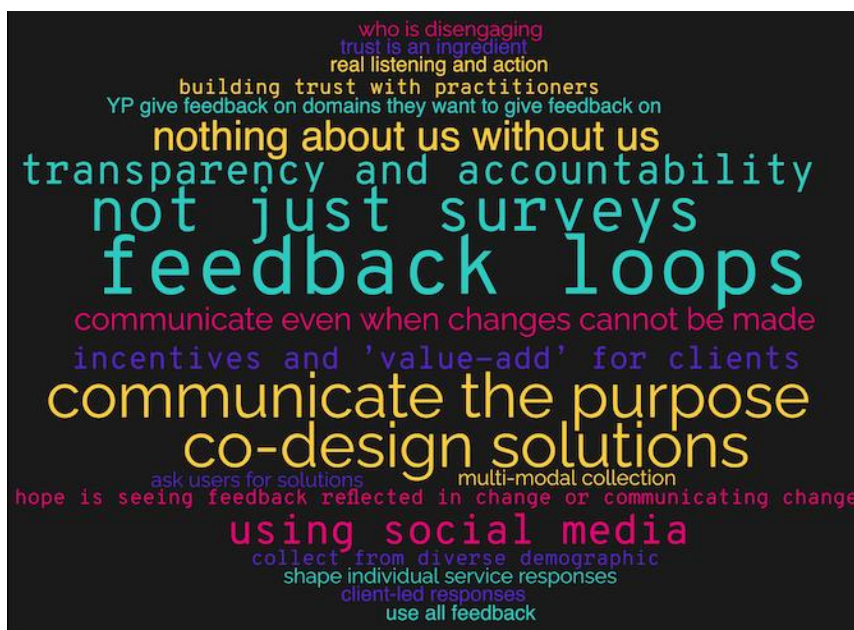 who is disengaging
trust is an ingredient
real listening and action
building trust with practitioners
YP give feedback on domains they want to give feedback on
nothing about us without us
transparency and accountability
not just surveys
feedback loops
communicate even when changes cannot be made
incentives and 'value-add' for clients
communicate the purpose
co-design solutions
ask users for solutions
multi-modal collection
hope is seeing feedback reflected in change or communicating change
using social media
collect from diverse demographic
shape individual service responses
client-led responses
use all feedback